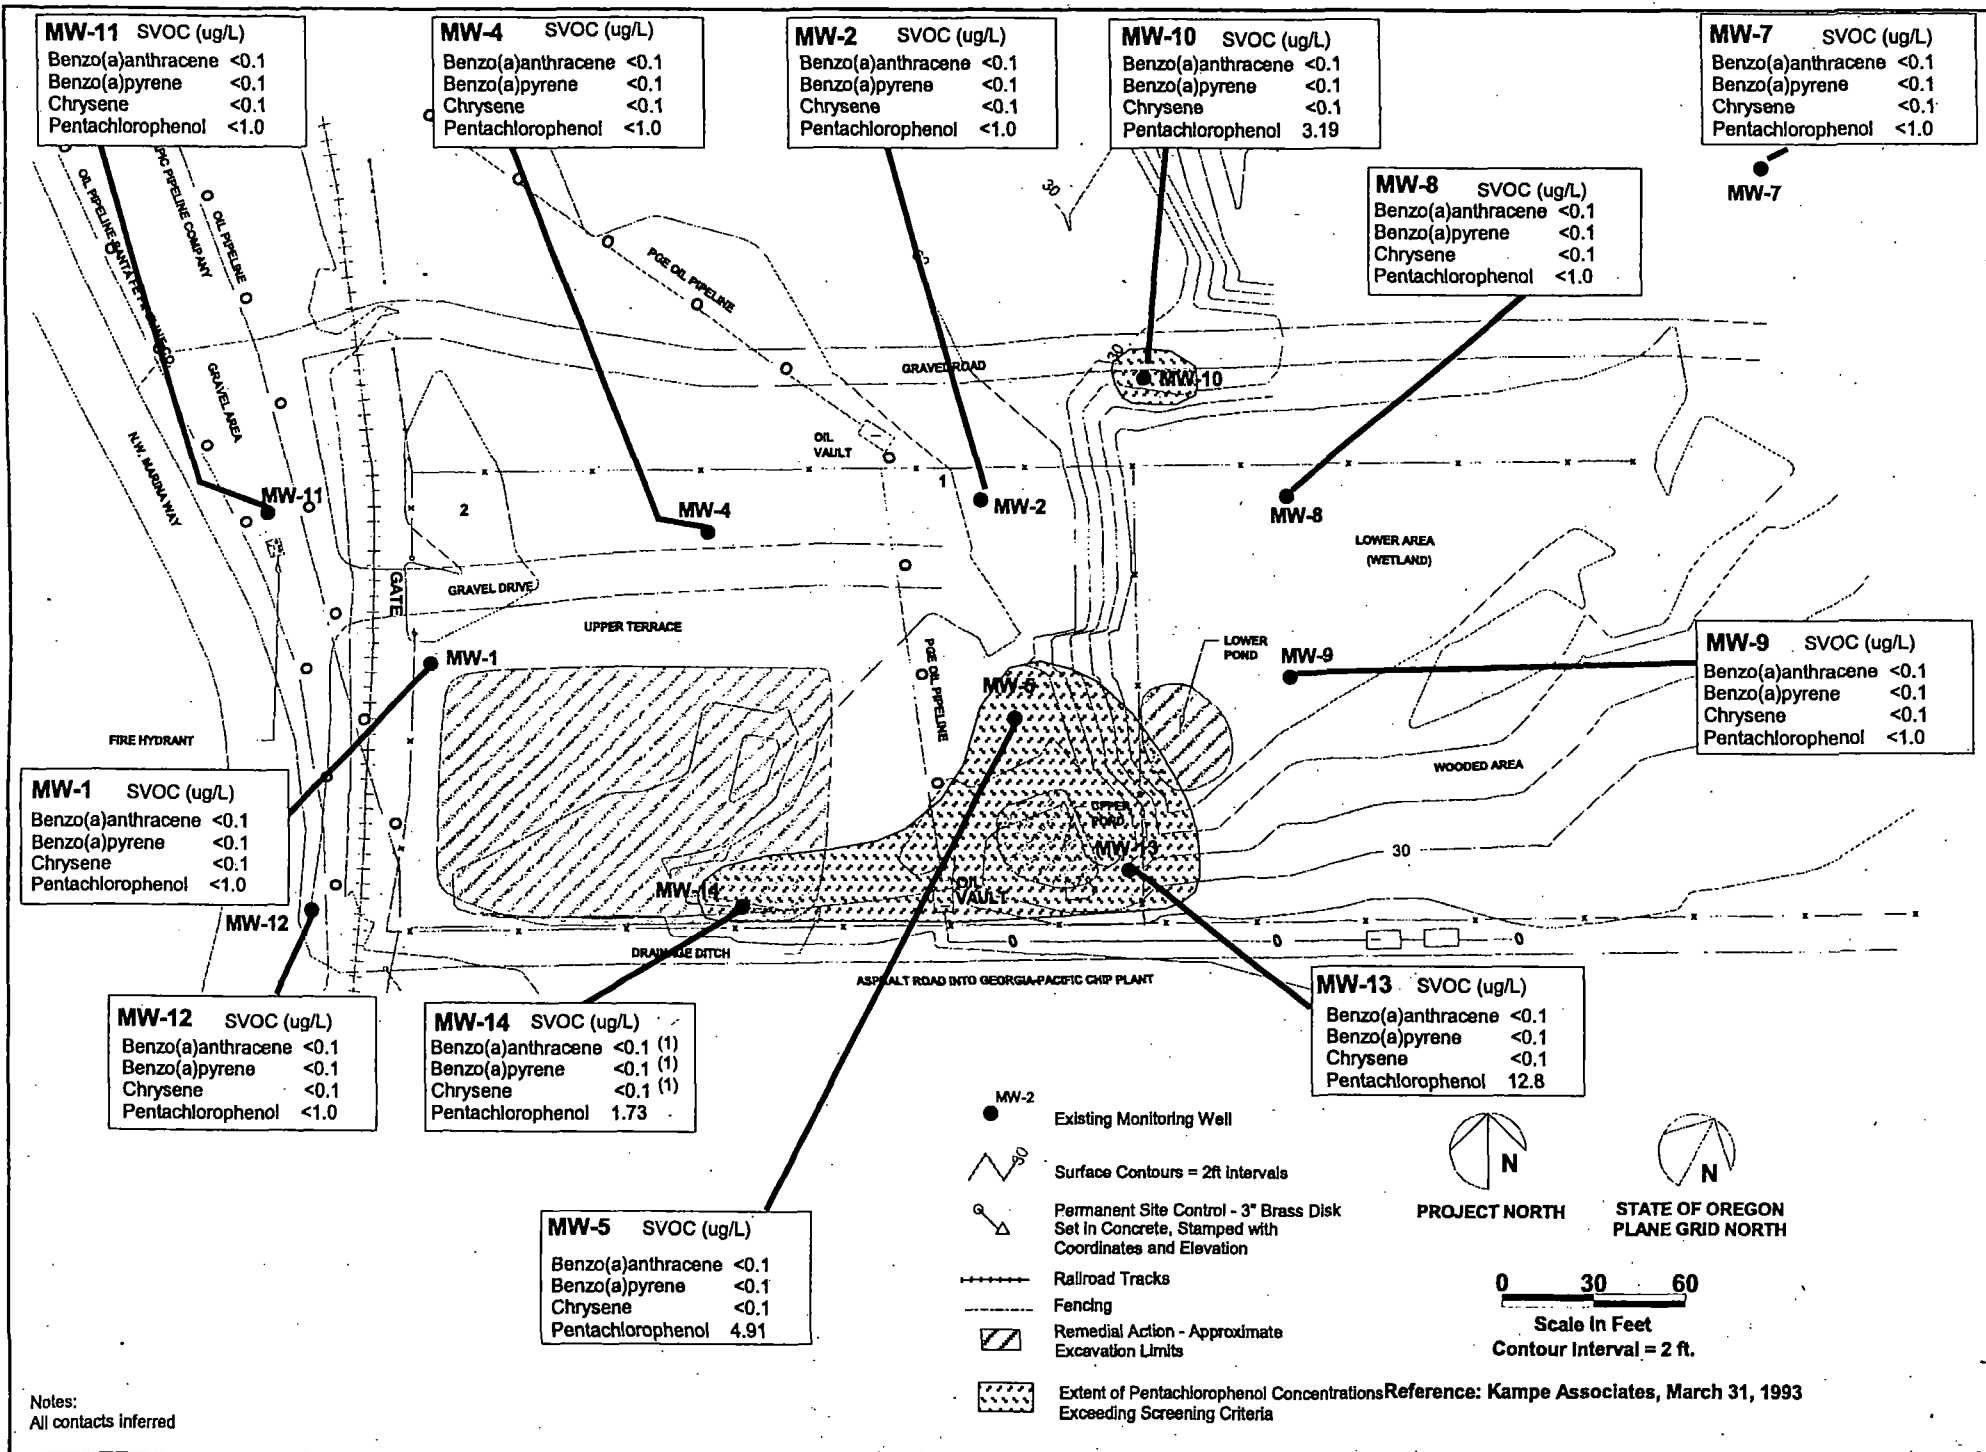 MW-11 SVOC (ug/L)
Benzo(a)anthracene <0.1
Benzo(a)pyrene <0.1
Chrysene <0.1
Pentachlorophenol <1.0
MW-4 SVOC (ug/L)
Benzo(a)anthracene <0.1
Benzo(a)pyrene <0.1
Chrysene <0.1
Pentachlorophenol <1.0
MW-2 SVOC (ug/L)
Benzo(a)anthracene <0.1
Benzo(a)pyrene <0.1
Chrysene <0.1
Pentachlorophenol <1.0
MW-10 SVOC (ug/L)
Benzo(a)anthracene <0.1
Benzo(a)pyrene <0.1
Chrysene <0.1
Pentachlorophenol 3.19
MW-7 SVOC (ug/L)
Benzo(a)anthracene <0.1
Benzo(a)pyrene <0.1
Chrysene <0.1
Pentachlorophenol <1.0
MW-7
MW-8 SVOC (ug/L)
Benzo(a)anthracene <0.1
Benzo(a)pyrene <0.1
Chrysene <0.1
Pentachlorophenol <1.0
30
OIL PIPELINE SANTA FE
PIPELINE COMPANY
OIL PIPELINE
PGE OIL PIPELINE
GRAVEL AREA
GRAVEL ROAD
30
MW-10
N.W. MARINA WAY
OIL
VAULT
1
MW-11
2
MW-4
MW-2
MW-8
LOWER AREA
(WETLAND)
GATE
GRAVEL DRIVE
UPPER TERRACE
MW-1
PGE OIL PIPELINE
LOWER
POND
MW-9
MW-9 SVOC (ug/L)
Benzo(a)anthracene <0.1
Benzo(a)pyrene <0.1
Chrysene <0.1
Pentachlorophenol <1.0
MW-5
FIRE HYDRANT
WOODED AREA
MW-1 SVOC (ug/L)
Benzo(a)anthracene <0.1
Benzo(a)pyrene <0.1
Chrysene <0.1
Pentachlorophenol <1.0
UPPER
POND
MW-13
30
MW-14
OIL
VAULT
MW-12
DRAINAGE DITCH
ASPHALT ROAD INTO GEORGIA-PACIFIC CHIP PLANT
MW-12 SVOC (ug/L)
Benzo(a)anthracene <0.1
Benzo(a)pyrene <0.1
Chrysene <0.1
Pentachlorophenol <1.0
MW-14 SVOC (ug/L)
Benzo(a)anthracene <0.1 (1)
Benzo(a)pyrene <0.1 (1)
Chrysene <0.1 (1)
Pentachlorophenol 1.73
MW-13 SVOC (ug/L)
Benzo(a)anthracene <0.1
Benzo(a)pyrene <0.1
Chrysene <0.1
Pentachlorophenol 12.8
MW-5 SVOC (ug/L)
Benzo(a)anthracene <0.1
Benzo(a)pyrene <0.1
Chrysene <0.1
Pentachlorophenol 4.91
MW-2
Existing Monitoring Well
30
Surface Contours = 2ft intervals
Permanent Site Control - 3" Brass Disk
Set in Concrete, Stamped with
Coordinates and Elevation
Railroad Tracks
Fencing
Remedial Action - Approximate
Excavation Limits
Extent of Pentachlorophenol Concentrations
Exceeding Screening Criteria
N
PROJECT NORTH
N
STATE OF OREGON
PLANE GRID NORTH
0 30 60
Scale in Feet
Contour Interval = 2 ft.
Reference: Kampe Associates, March 31, 1993
Notes:
All contacts inferred